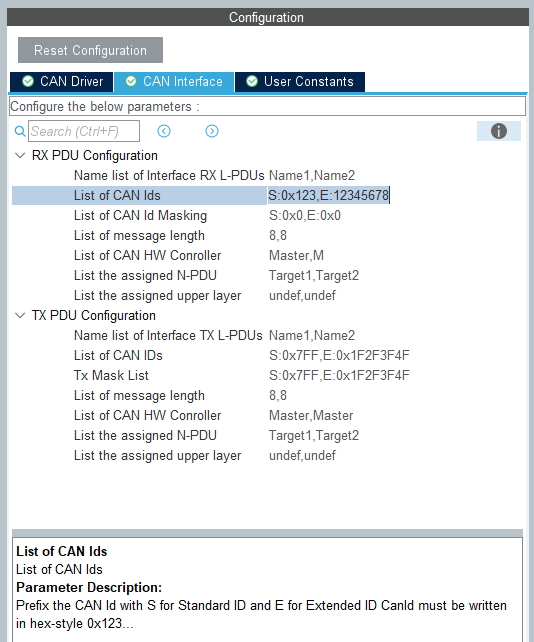 Configuration
Reset Configuration
CAN Driver CAN Interface User Constants
Configure the below parameters :
Search (Ctrl+F)
RX PDU Configuration
Name list of Interface RX L-PDUs Name1,Name2
List of CAN Ids S:0x123,E:12345678
List of CAN Id Masking S:0x0,E:0x0
List of message length 8,8
List of CAN HW Conroller Master,M
List the assigned N-PDU Target1,Target2
List the assigned upper layer undef,undef
TX PDU Configuration
Name list of Interface TX L-PDUs Name1,Name2
List of CAN IDs S:0x7FF,E:0x1F2F3F4F
Tx Mask List S:0x7FF,E:0x1F2F3F4F
List of message length 8,8
List of CAN HW Conroller Master,Master
List the assigned N-PDU Target1,Target2
List the assigned upper layer undef,undef
List of CAN Ids
List of CAN Ids
Parameter Description:
Prefix the CAN Id with S for Standard ID and E for Extended ID CanId must be written
in hex-style 0x123...